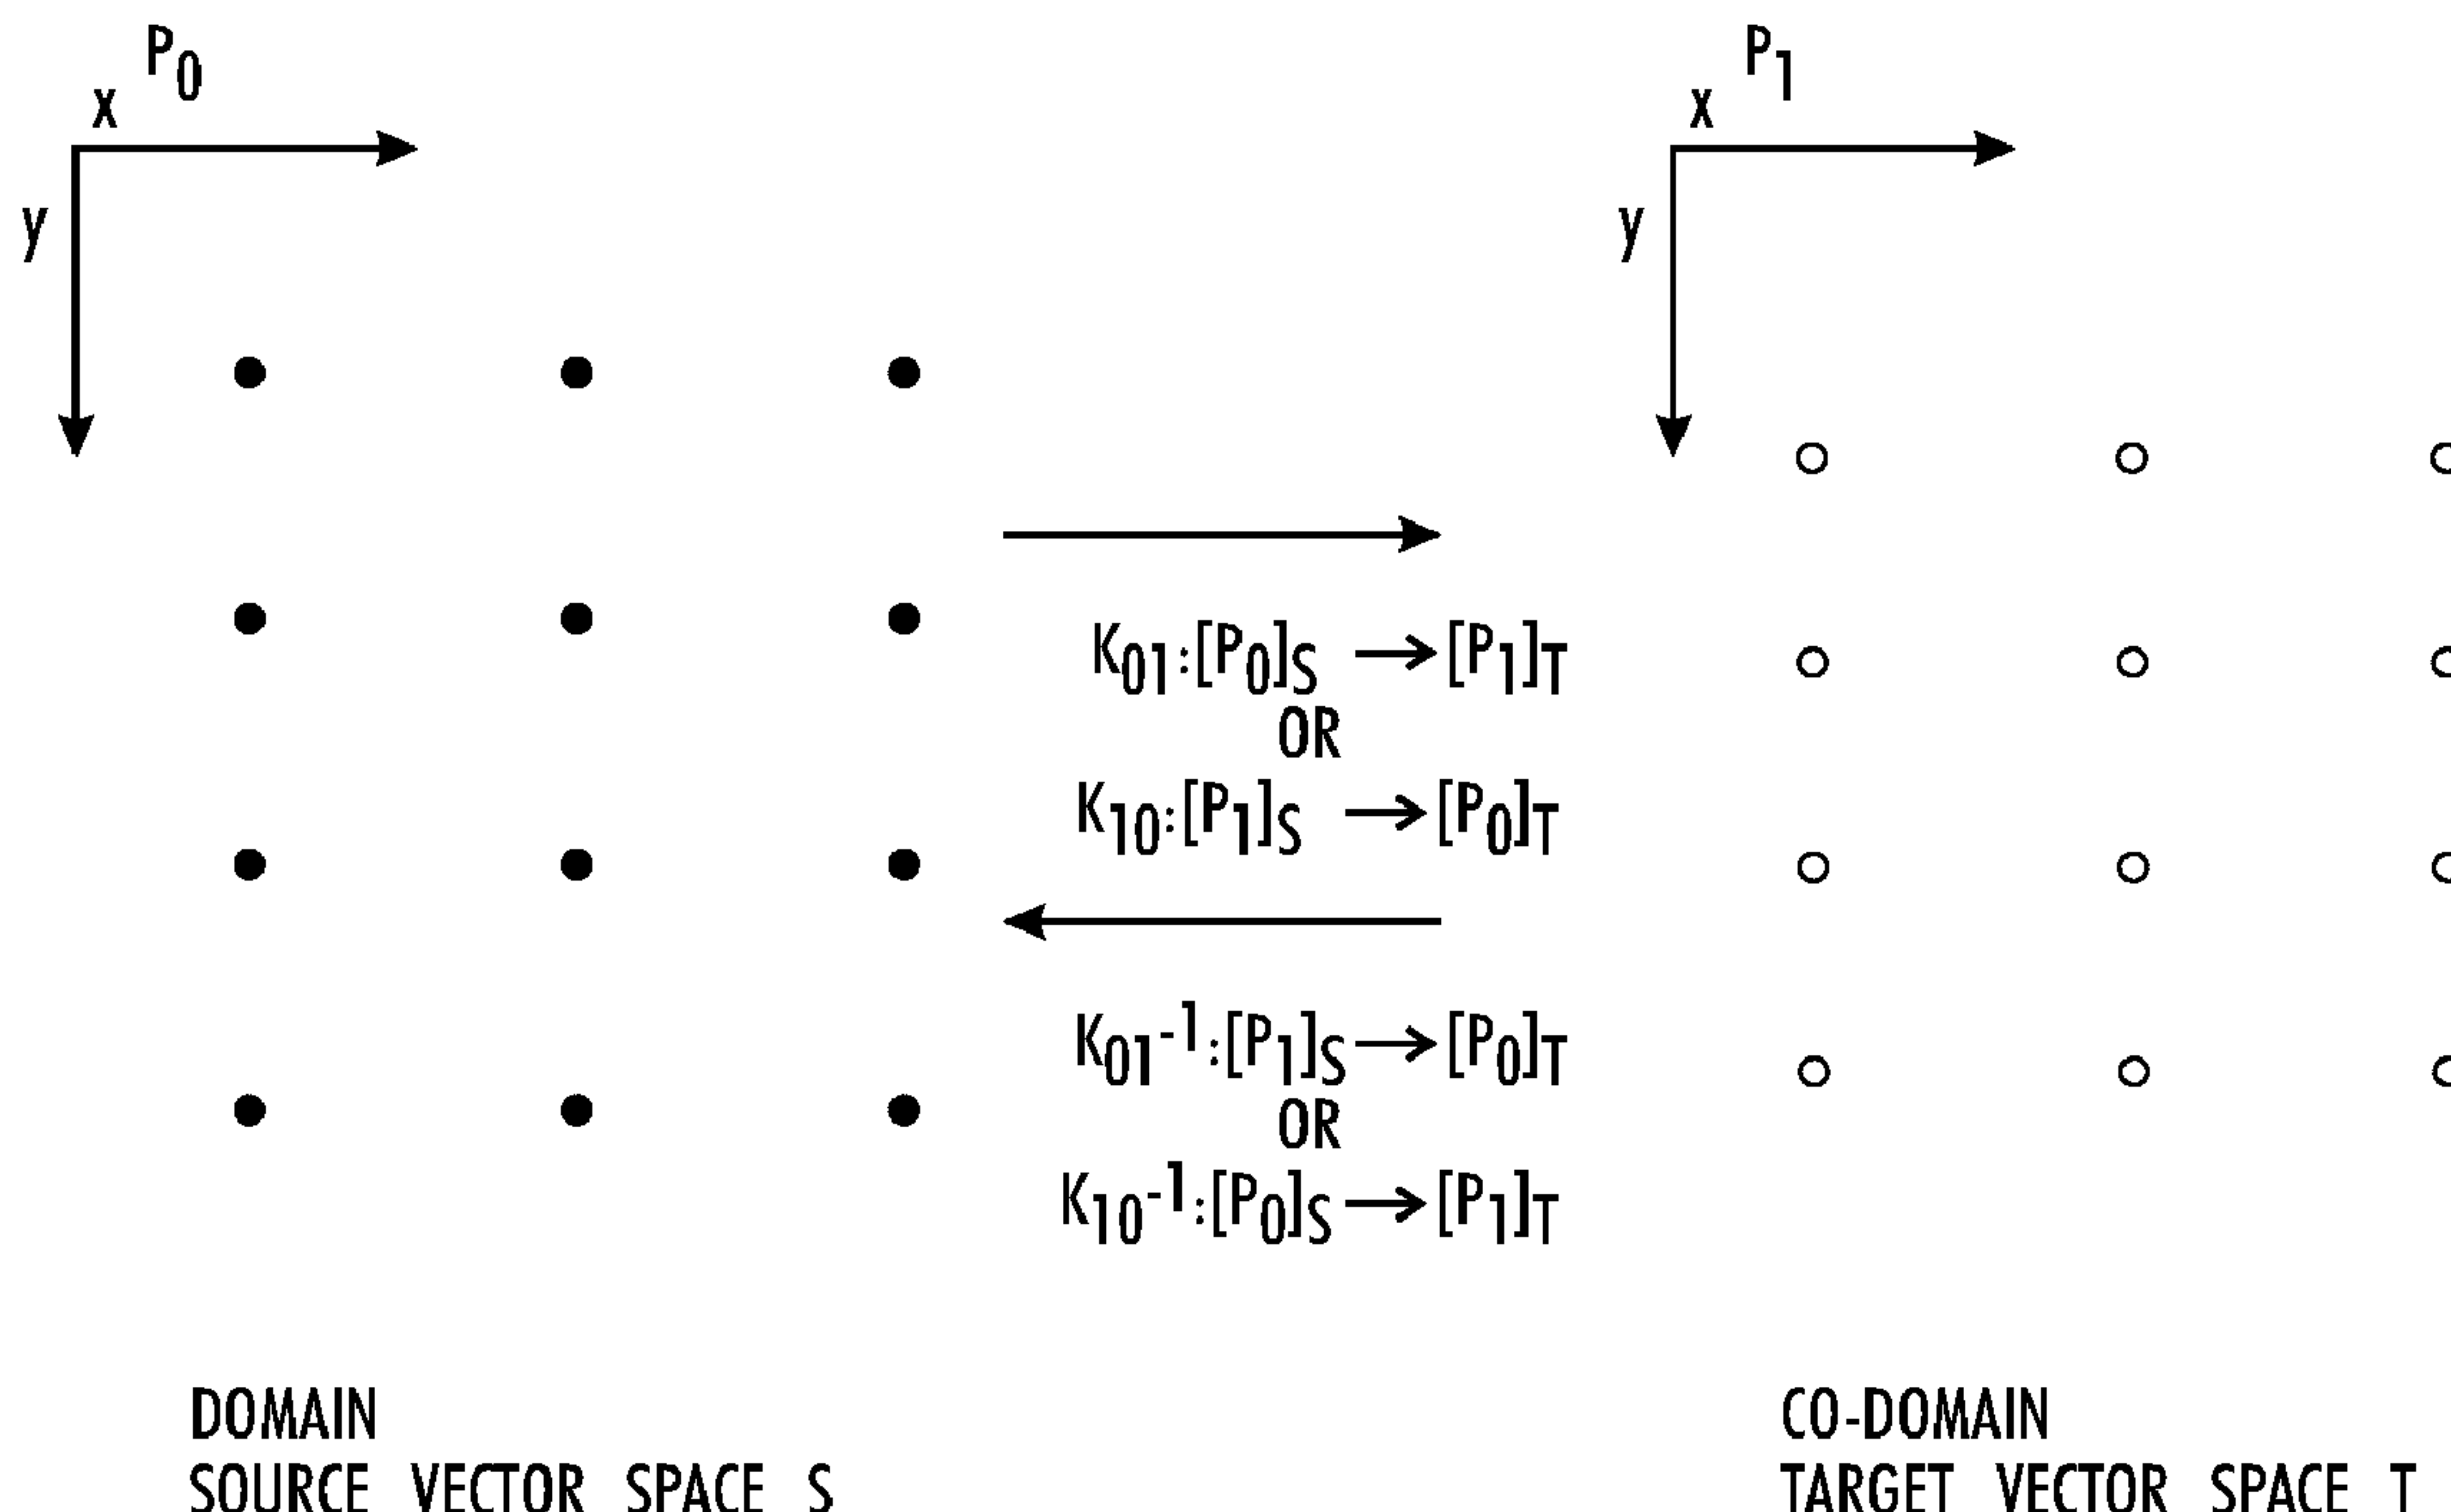 P0
x
y
P1
x
y
K01:[P0]S → [P1]T
OR
K10:[P1]S → [P0]T
K01-1:[P1]S → [P0]T
OR
K10-1:[P0]S → [P1]T
DOMAIN
SOURCE VECTOR SPACE S
CO-DOMAIN
TARGET VECTOR SPACE T